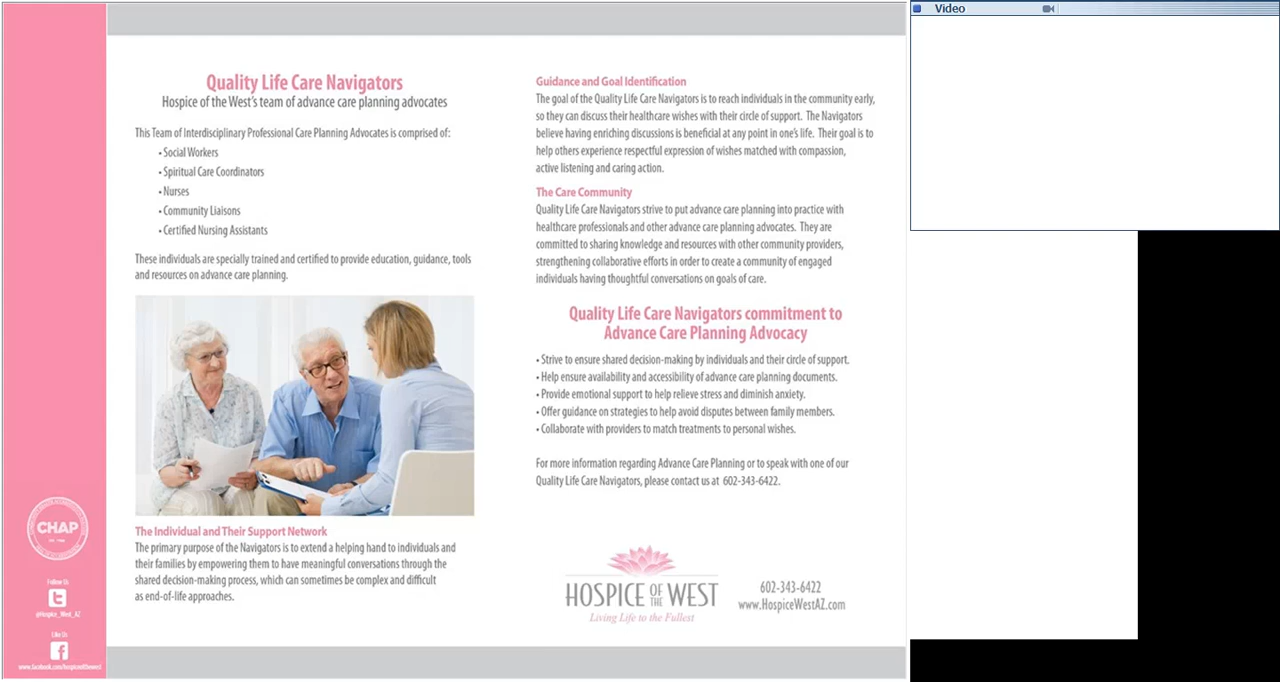 Video
Quality Life Care Navigators
Hospice of the West's team of advance care planning advocates
This Team of Interdisciplinary Professional Care Planning Advocates is comprised of:
• Social Workers
• Spiritual Care Coordinators
• Nurses
• Community Liaisons
• Certified Nursing Assistants
These individuals are specially trained and certified to provide education, guidance, tools
and resources on advance care planning.
The Individual and Their Support Network
The primary purpose of the Navigators is to extend a helping hand to individuals and
their families by empowering them to have meaningful conversations through the
shared decision-making process, which can sometimes be complex and difficult
as end-of-life approaches.
Guidance and Goal Identification
The goal of the Quality Life Care Navigators is to reach individuals in the community early,
so they can discuss their healthcare wishes with their circle of support. The Navigators
believe having enriching discussions is beneficial at any point in one's life. Their goal is to
help others experience respectful expression of wishes matched with compassion,
active listening and caring action.
The Care Community
Quality Life Care Navigators strive to put advance care planning into practice with
healthcare professionals and other advance care planning advocates. They are
committed to sharing knowledge and resources with other community providers,
strengthening collaborative efforts in order to create a community of engaged
individuals having thoughtful conversations on goals of care.
Quality Life Care Navigators commitment to
Advance Care Planning Advocacy
• Strive to ensure shared decision-making by individuals and their circle of support.
• Help ensure availability and accessibility of advance care planning documents.
• Provide emotional support to help relieve stress and diminish anxiety.
• Offer guidance on strategies to help avoid disputes between family members.
• Collaborate with providers to match treatments to personal wishes.
For more information regarding Advance Care Planning or to speak with one of our
Quality Life Care Navigators, please contact us at 602-343-6422.
HOSPICE OF THE WEST
Living Life to the Fullest
602-343-6422
www.HospiceWestAZ.com
CHAP
Follow Us
@Hospice_West_AZ
Like Us
www.facebook.com/hospiceofthewest